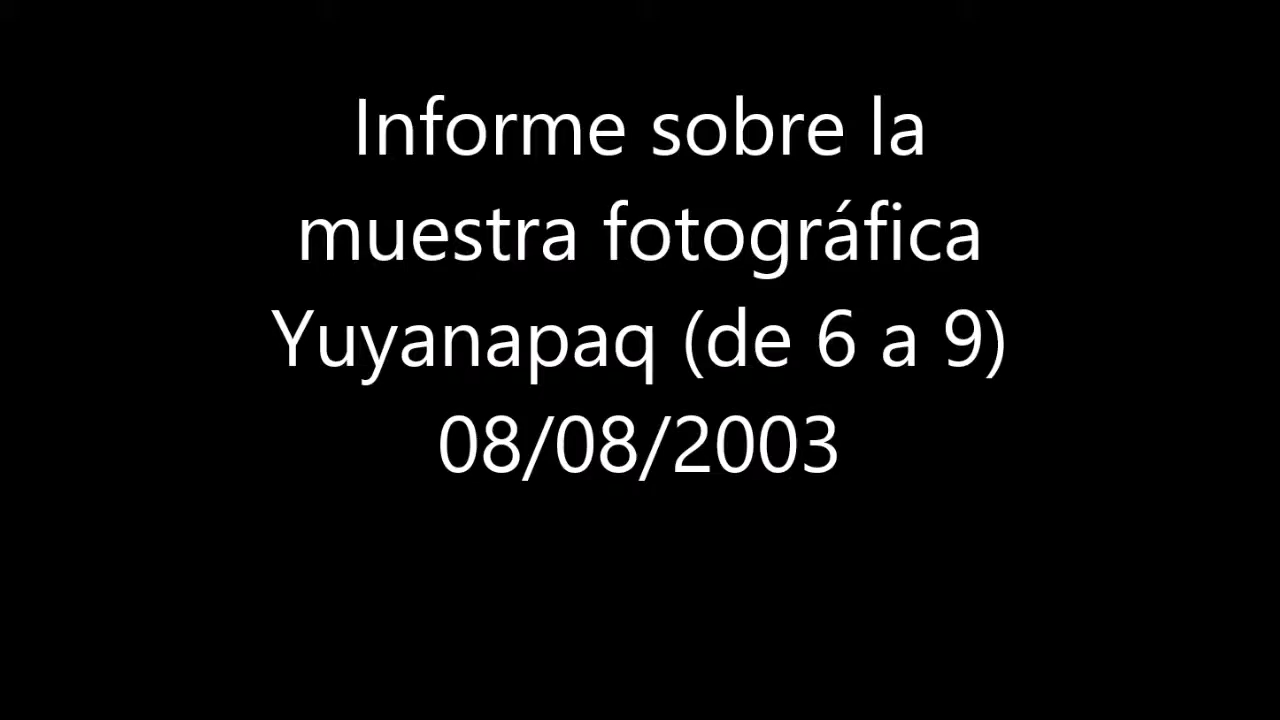 Informe sobre la
muestra fotográfica
Yuyanapaq (de 6 a 9)
08/08/2003